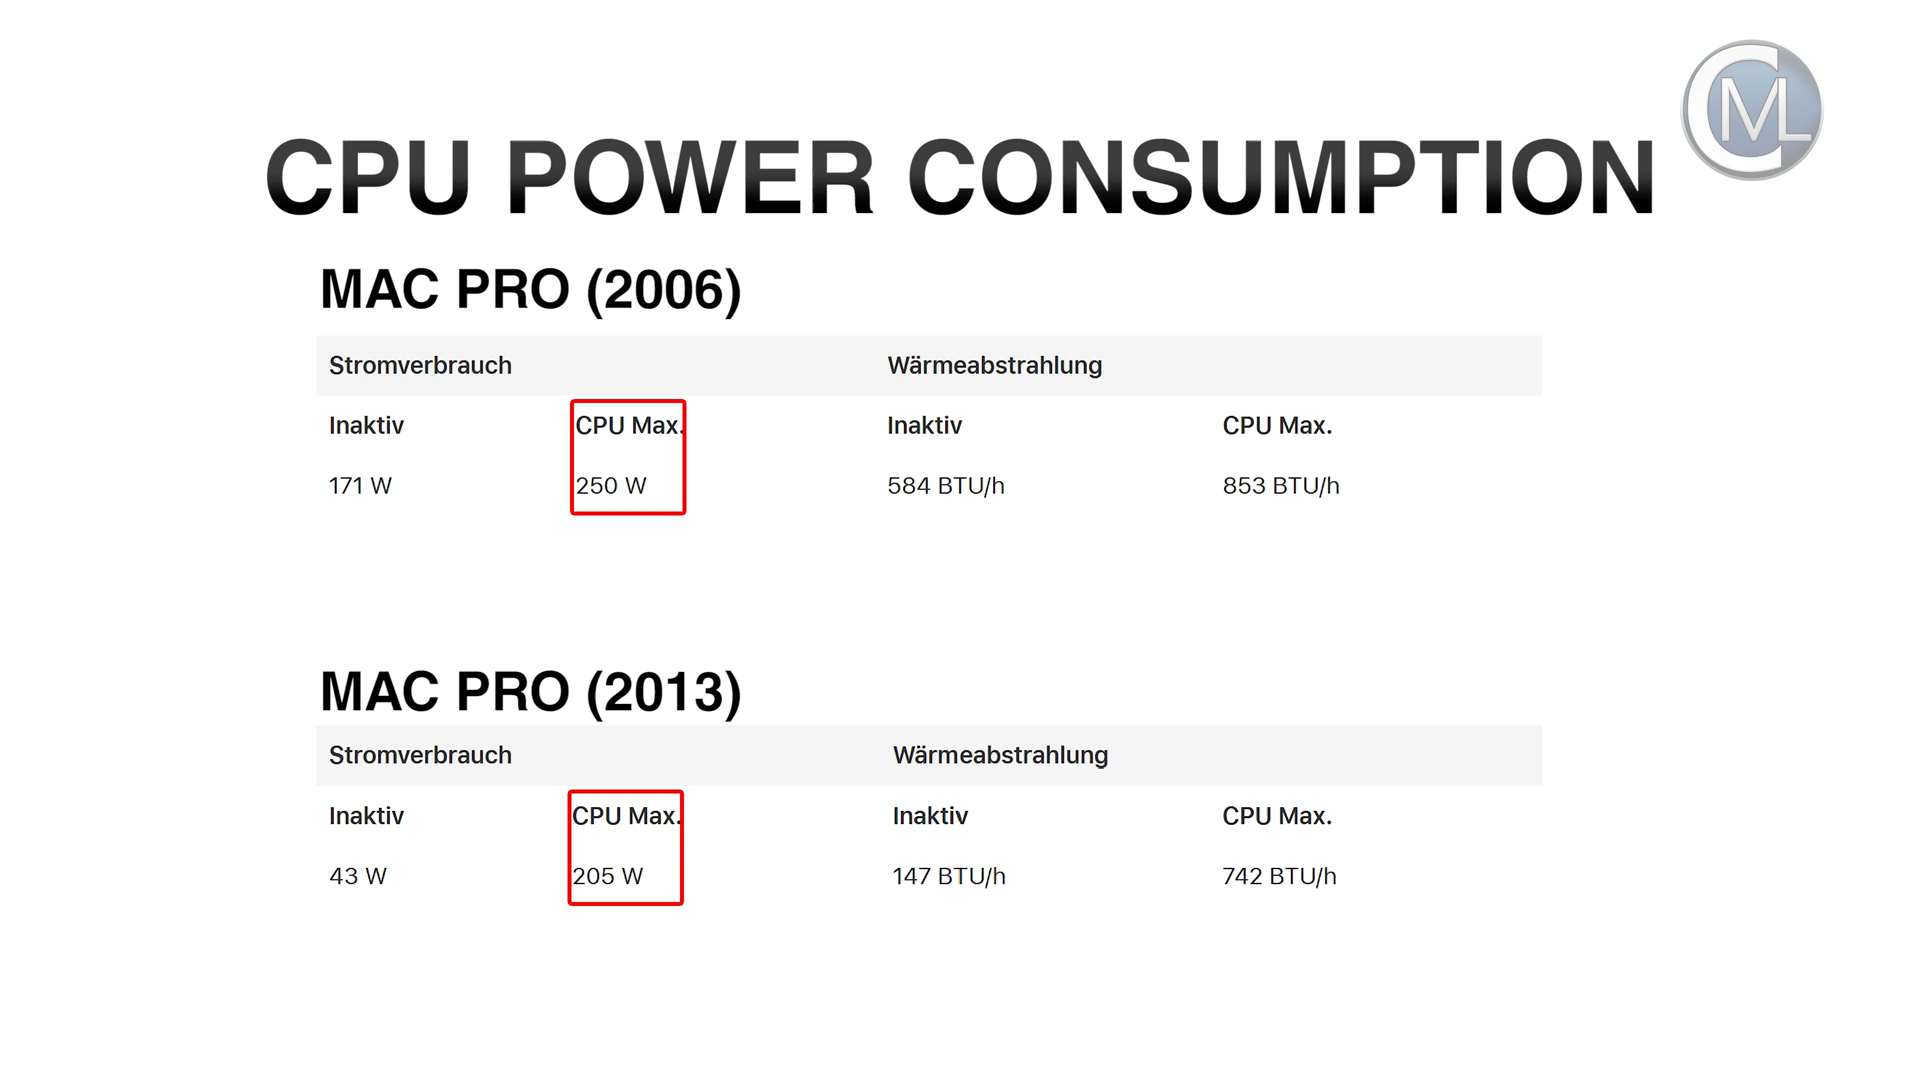 CML
CPU POWER CONSUMPTION
MAC PRO (2006)
Stromverbrauch Wärmeabstrahlung
Inaktiv CPU Max. Inaktiv CPU Max.
171 W 250 W 584 BTU/h 853 BTU/h
MAC PRO (2013)
Stromverbrauch Wärmeabstrahlung
Inaktiv CPU Max. Inaktiv CPU Max.
43 W 205 W 147 BTU/h 742 BTU/h